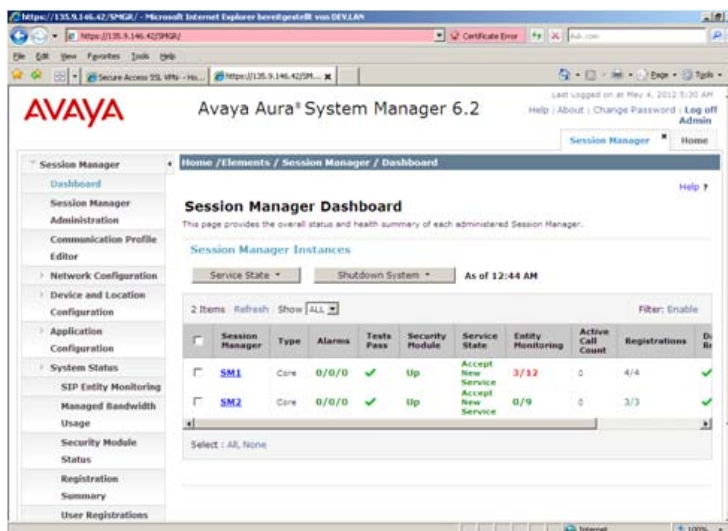 https://135.9.146.42/SMGR/ - Microsoft Internet Explorer bereitgestellt von DEV.LAN
https://135.9.146.42/SMGR/
Certificate Error
Ask.com
File Edit View Favorites Tools Help
Secure Access SSL VPN - Ho...
https://135.9.146.42/SM...
Page Tools
Last Logged on at May 4, 2012 5:30 AM
AVAYA
Avaya Aura® System Manager 6.2
Help | About | Change Password | Log off
Admin
Session Manager
Home
Session Manager
Dashboard
Session Manager
Administration
Communication Profile
Editor
Network Configuration
Device and Location
Configuration
Application
Configuration
System Status
SIP Entity Monitoring
Managed Bandwidth
Usage
Security Module
Status
Registration
Summary
User Registrations
Home /Elements / Session Manager / Dashboard
Help ?
Session Manager Dashboard
This page provides the overall status and health summary of each administered Session Manager.
Session Manager Instances
Service State
Shutdown System
As of 12:44 AM
2 Items Refresh Show ALL
Filter: Enable
Session Manager Type Alarms Tests Pass Security Module Service State Entity Monitoring Active Call Count Registrations
SM1 Core 0/0/0 Up Accept New Service 3/12 0 4/4
SM2 Core 0/0/0 Up Accept New Service 0/9 0 3/3
Select : All, None
Internet
100%